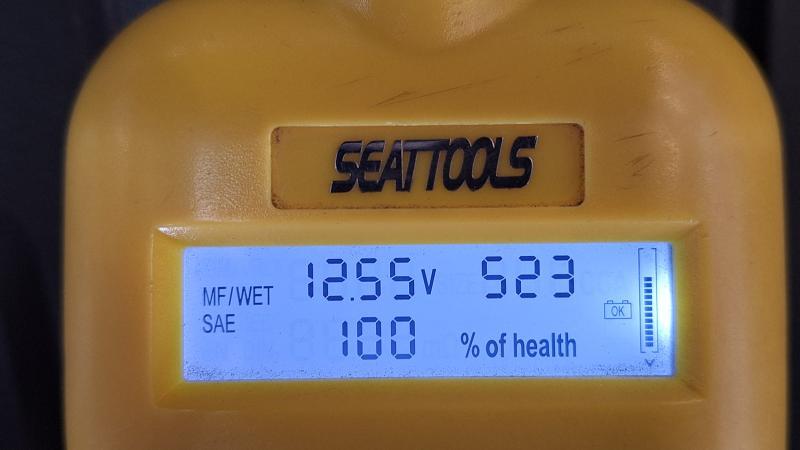 SEATTOOLS
MF/WET 12.55V 523
OK
SAE 100 % of health